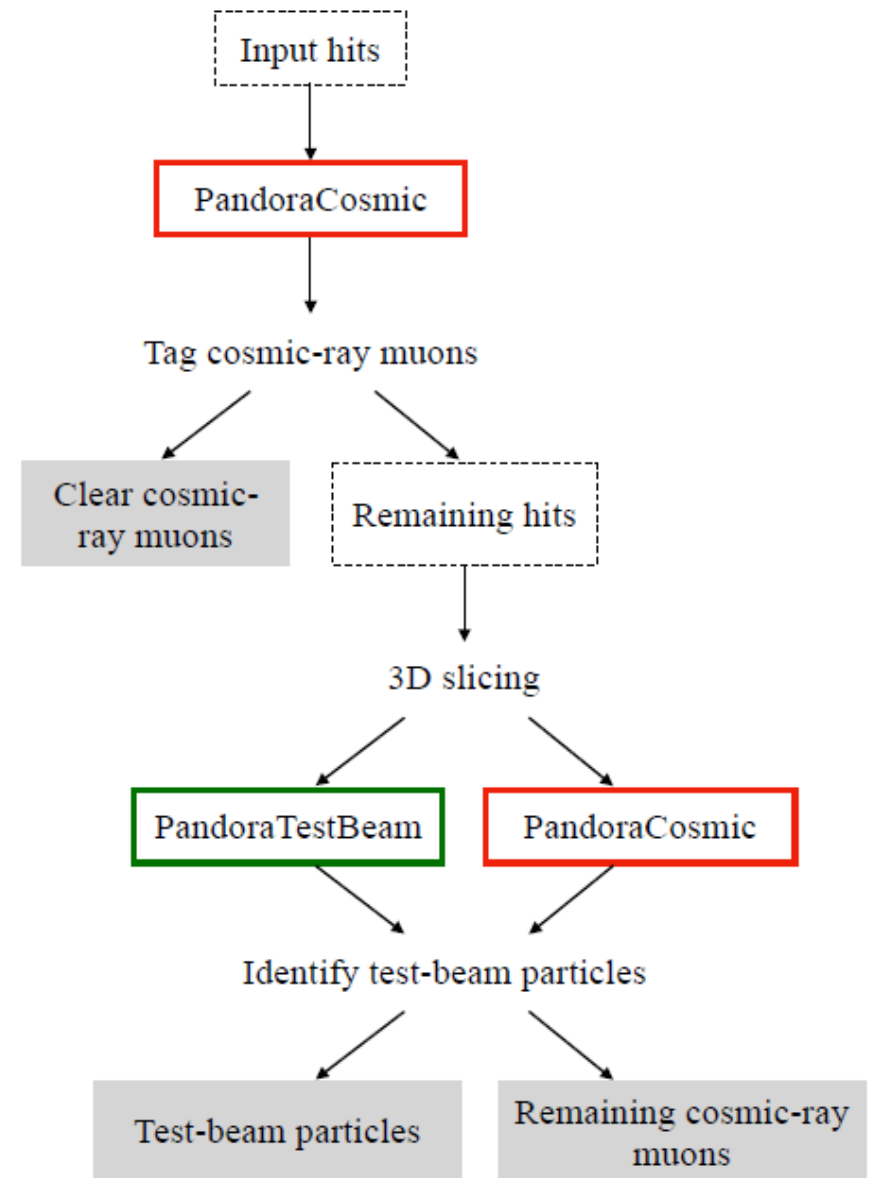 Input hits
PandoraCosmic
Tag cosmic-ray muons
Clear cosmic-
ray muons
Remaining hits
3D slicing
PandoraTestBeam
PandoraCosmic
Identify test-beam particles
Test-beam particles
Remaining cosmic-ray
muons